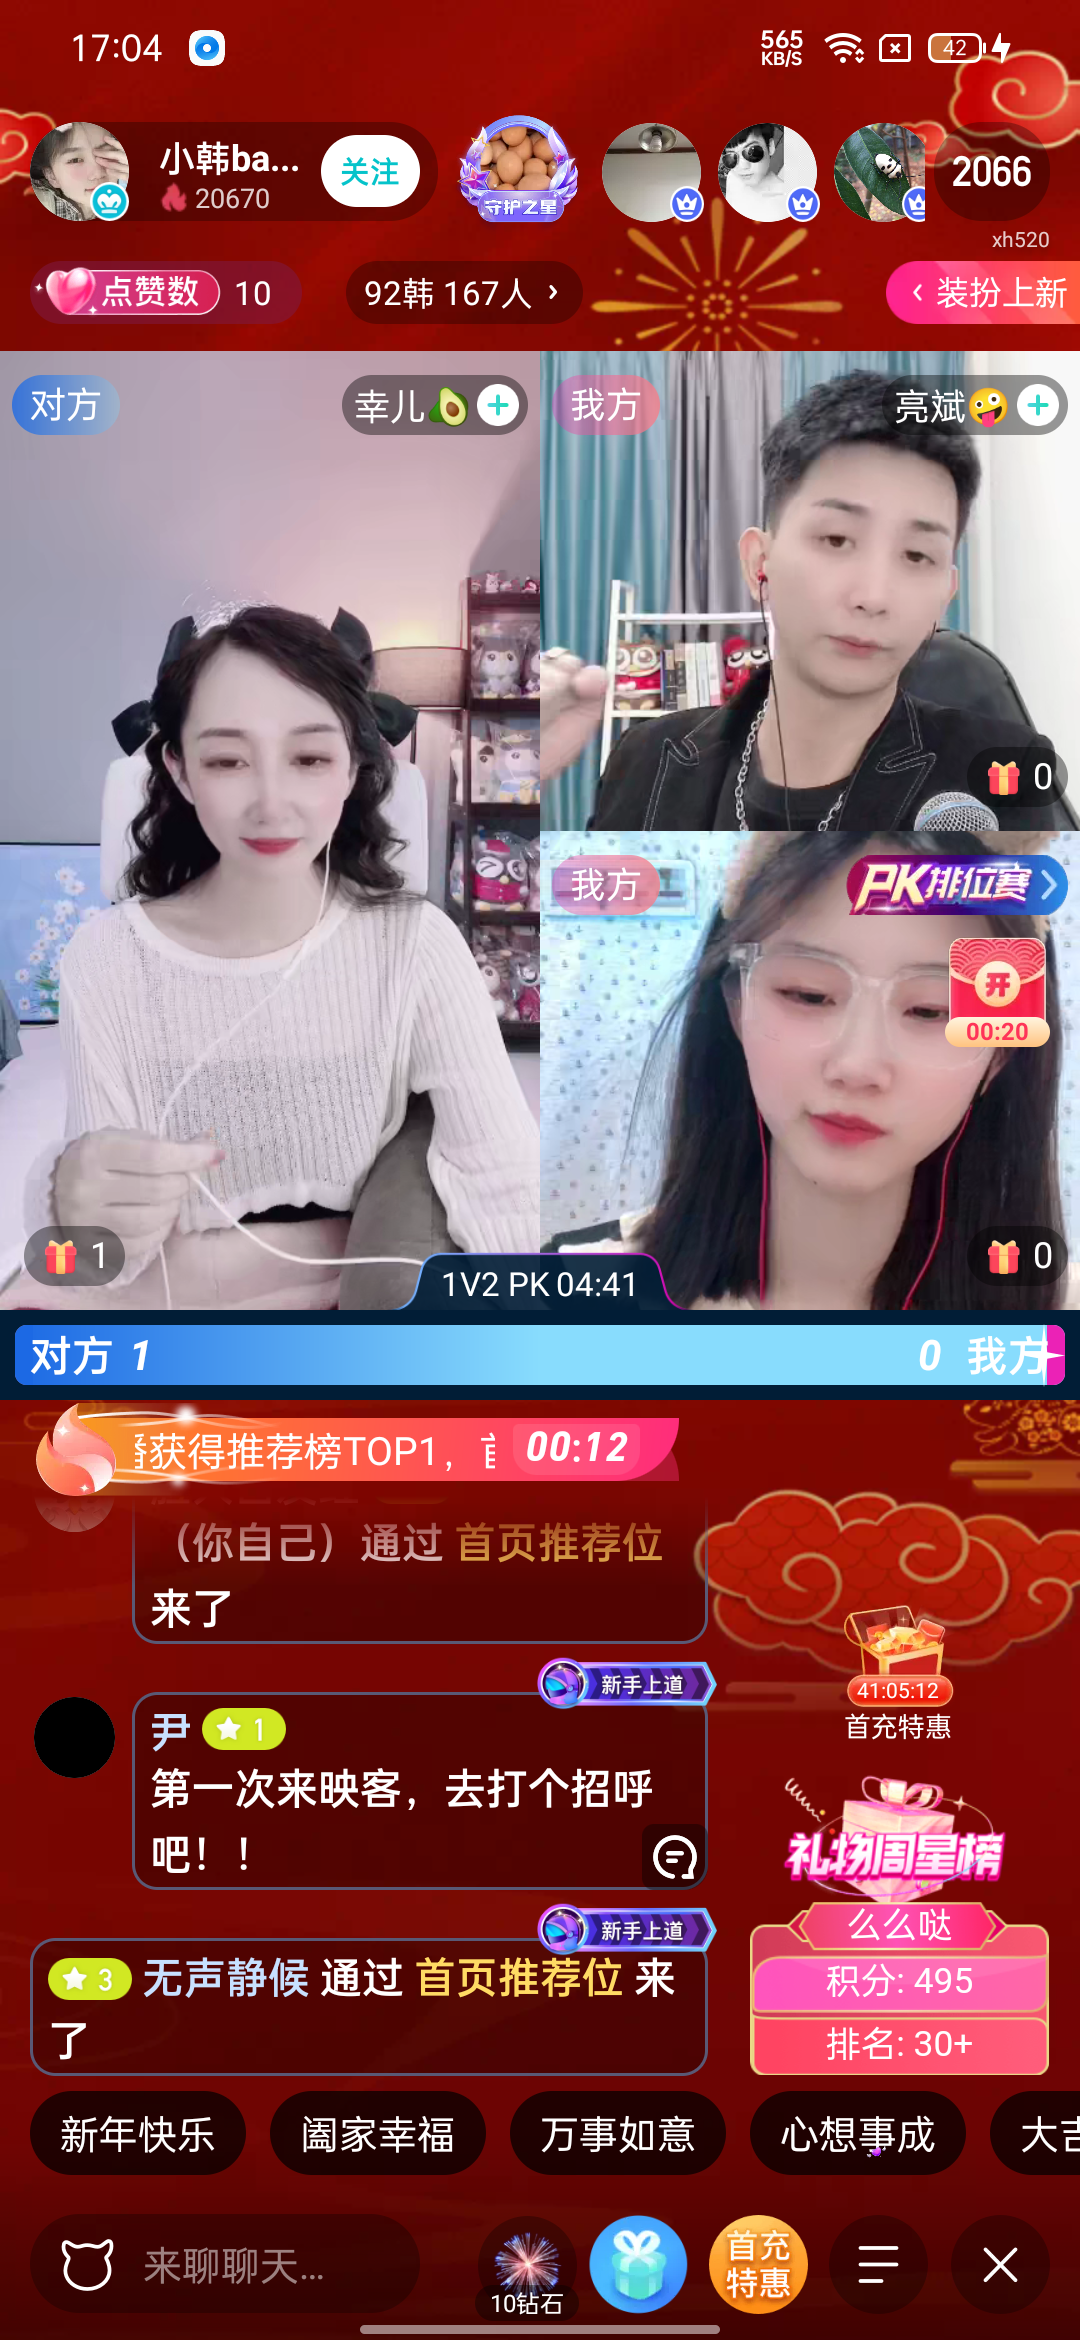 17:04
565
KB/S
42
小韩ba...
20670
关注
守护之星
2066
xh520
点赞数
10
92韩 167人
装扮上新
对方
幸儿
我方
亮斌
0
我方
PK排位赛
开
00:20
1
0
1V2 PK 04:41
对方 1
0 我方
获得推荐榜TOP1，
00:12
（你自己）通过 首页推荐位
来了
新手上道
尹
1
第一次来映客，去打个招呼
吧！！
新手上道
3
无声静候 通过 首页推荐位 来
了
41:05:12
首充特惠
礼物周星榜
么么哒
积分: 495
排名: 30+
新年快乐
阖家幸福
万事如意
心想事成
大吉
来聊聊天...
10钻石
首充
特惠